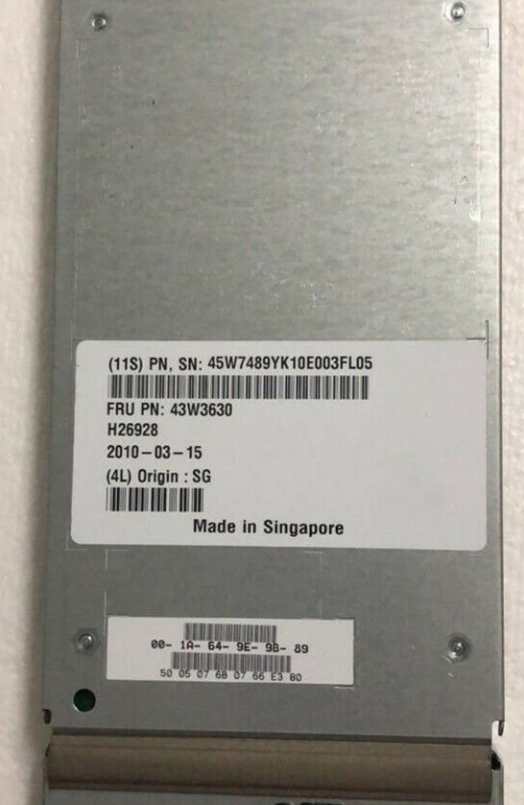 (11S) PN, SN: 45W7489YK10E003FL05
FRU PN: 43W3630
H26928
2010-03-15
(4L) Origin : SG
Made in Singapore
00- 1A- 64- 9E- 9B- 89
50 05 07 68 07 66 E3 80